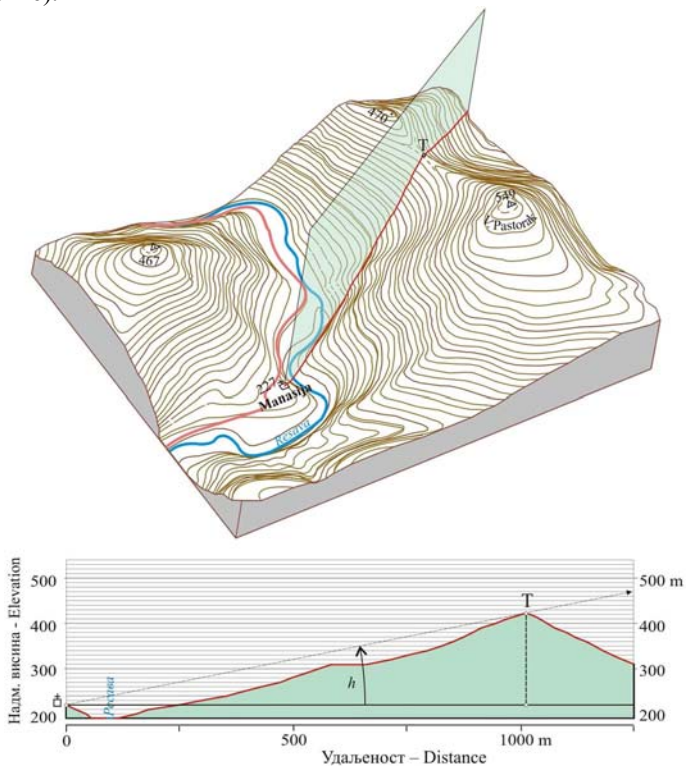 470
T
549
V. Pastorak
467
227
Manasija
Resava
Надм. висина - Elevation
500
400
300
200
500 m
400
300
200
T
h
Ресава
0
500
1000 m
Удаљеност – Distance